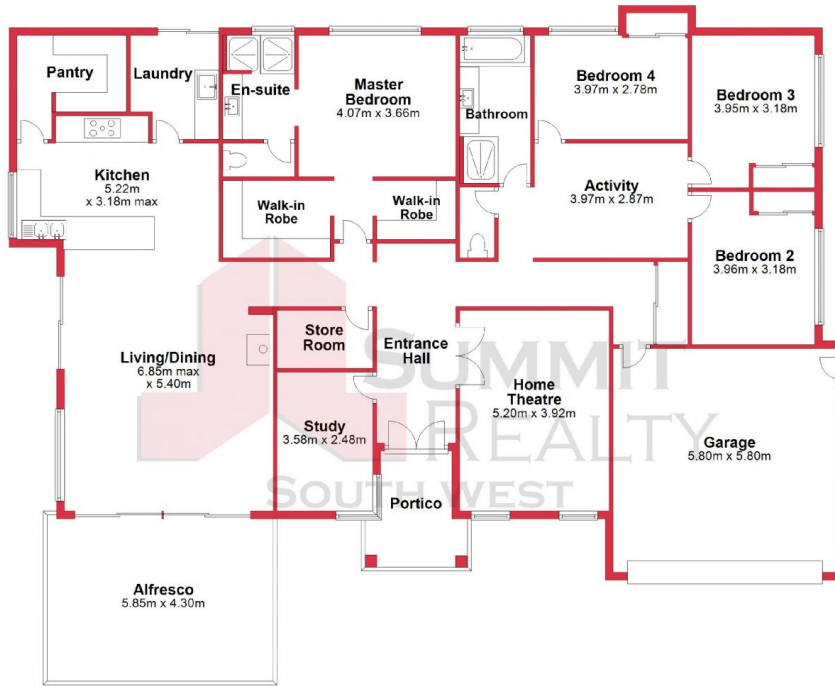 Pantry
Laundry
En-suite
Master
Bedroom
4.07m x 3.66m
Bathroom
Bedroom 4
3.97m x 2.78m
Bedroom 3
3.95m x 3.18m
Kitchen
5.22m
x 3.18m max
Walk-in
Robe
Walk-in
Robe
Activity
3.97m x 2.87m
Bedroom 2
3.96m x 3.18m
Living/Dining
6.85m max
x 5.40m
Store
Room
Entrance
Hall
Study
3.58m x 2.48m
Home
Theatre
5.20m x 3.92m
Garage
5.80m x 5.80m
Portico
Alfresco
5.85m x 4.30m
SUMMIT
REALTY
SOUTH WEST